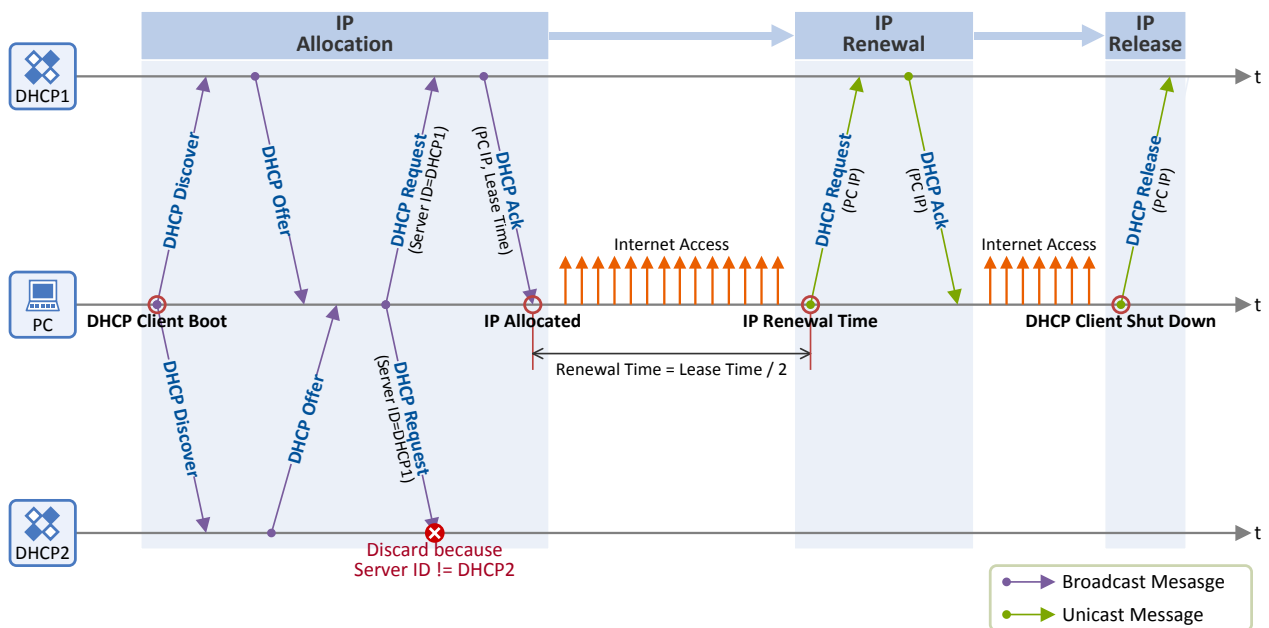 IP
Allocation
IP
Renewal
IP
Release
DHCP1
t
DHCP Discover
DHCP Offer
DHCP Request
(Server ID=DHCP1)
DHCP Ack
(PC IP, Lease Time)
DHCP Request
(PC IP)
DHCP Ack
(PC IP)
DHCP Release
(PC IP)
Internet Access
Internet Access
PC
t
DHCP Client Boot
IP Allocated
IP Renewal Time
DHCP Client Shut Down
Renewal Time = Lease Time / 2
DHCP Discover
DHCP Offer
DHCP Request
(Server ID=DHCP1)
DHCP2
t
Discard because
Server ID != DHCP2
Broadcast Mesasge
Unicast Message